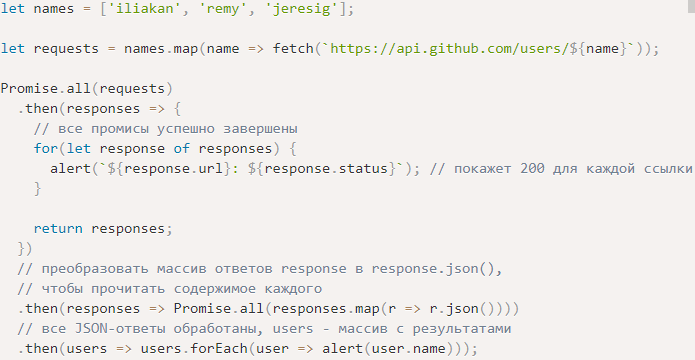 let names = ['iliakan', 'remy', 'jeresig'];
let requests = names.map(name => fetch(`https://api.github.com/users/${name}`));
Promise.all(requests)
  .then(responses => {
    // все промисы успешно завершены
    for(let response of responses) {
      alert(`${response.url}: ${response.status}`); // покажет 200 для каждой ссылки
    }
    return responses;
  })
  // преобразовать массив ответов response в response.json(),
  // чтобы прочитать содержимое каждого
  .then(responses => Promise.all(responses.map(r => r.json())))
  // все JSON-ответы обработаны, users - массив с результатами
  .then(users => users.forEach(user => alert(user.name)));